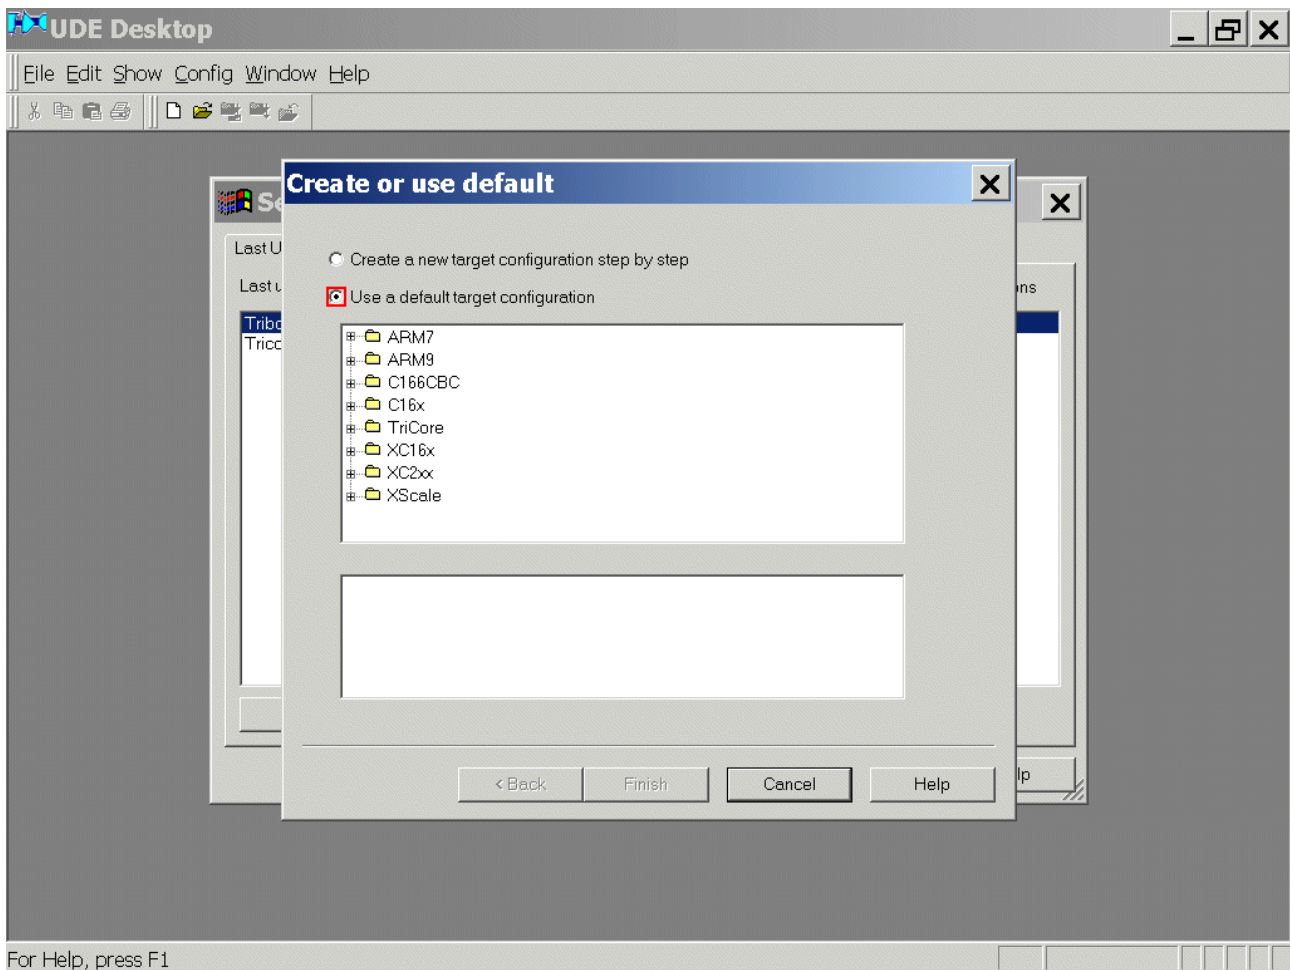 UDE Desktop
File Edit Show Config Window Help
Create or use default
Last U
Create a new target configuration step by step
Last u
Use a default target configuration
ARM7
ARM9
C166CBC
C16x
TriCore
XC16x
XC2xx
XScale
< Back Finish Cancel Help
For Help, press F1